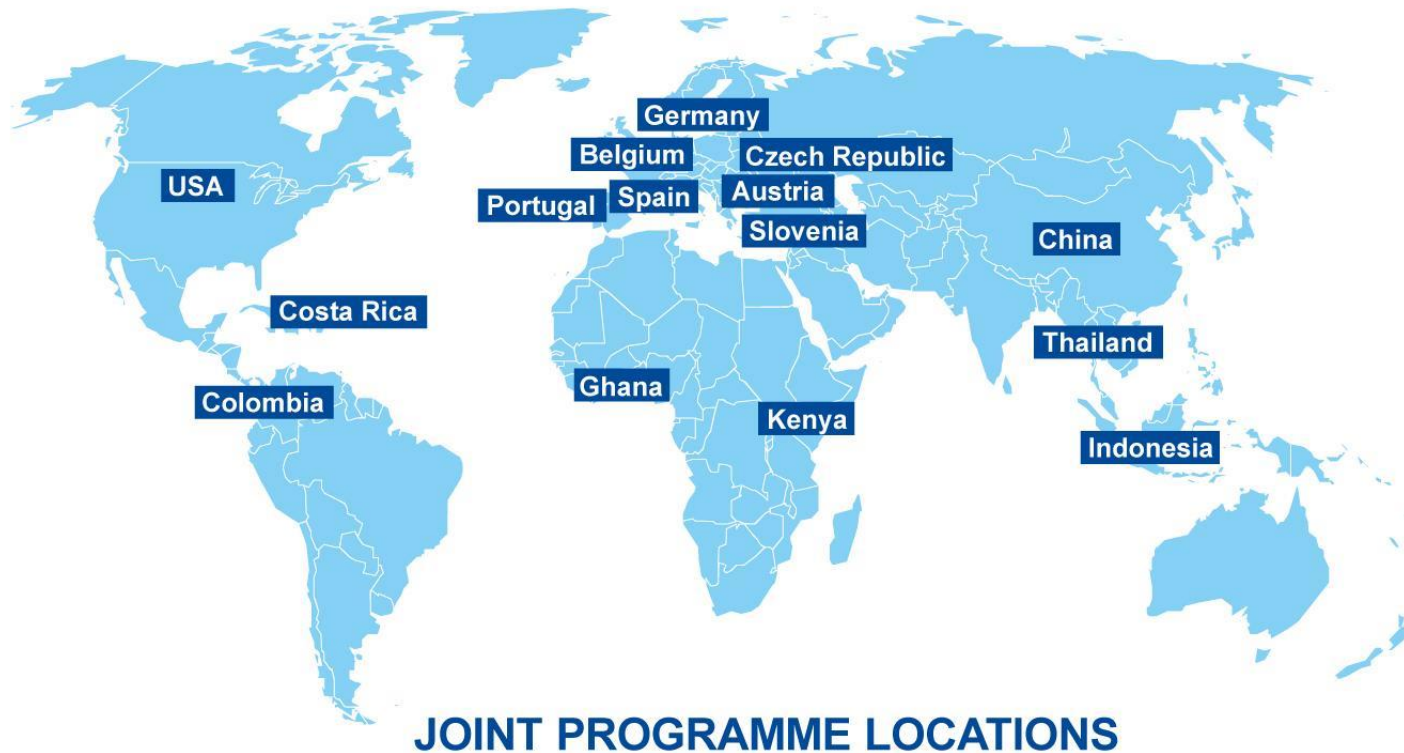 Germany
Belgium
Czech Republic
USA
Spain
Austria
Portugal
Slovenia
China
Costa Rica
Thailand
Ghana
Colombia
Kenya
Indonesia
JOINT PROGRAMME LOCATIONS